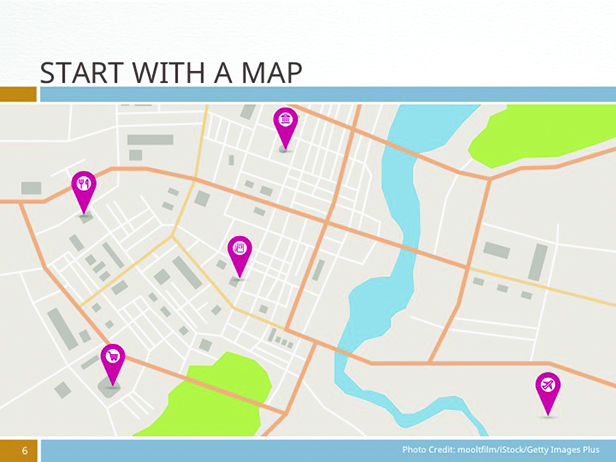 START WITH A MAP
6
Photo Credit: mooltfilm/iStock/Getty Images Plus